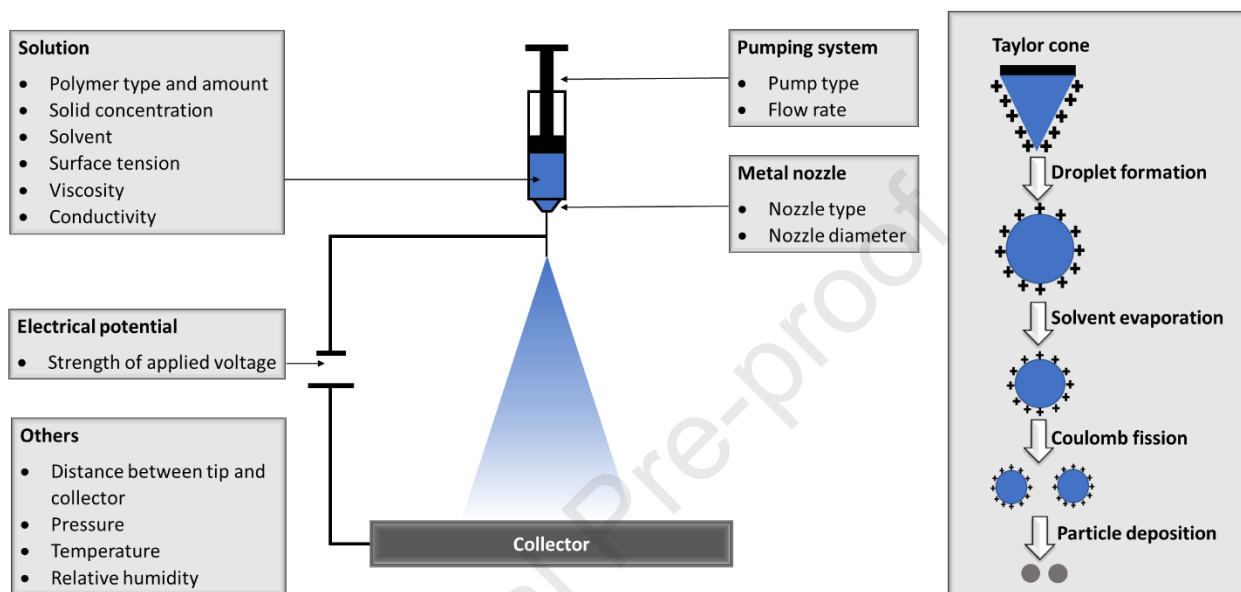 Solution
• Polymer type and amount
• Solid concentration
• Solvent
• Surface tension
• Viscosity
• Conductivity
Electrical potential
• Strength of applied voltage
Others
• Distance between tip and
collector
• Pressure
• Temperature
• Relative humidity
Pumping system
• Pump type
• Flow rate
Metal nozzle
• Nozzle type
• Nozzle diameter
Collector
Pre-proof
Taylor cone
Droplet formation
Solvent evaporation
Coulomb fission
Particle deposition